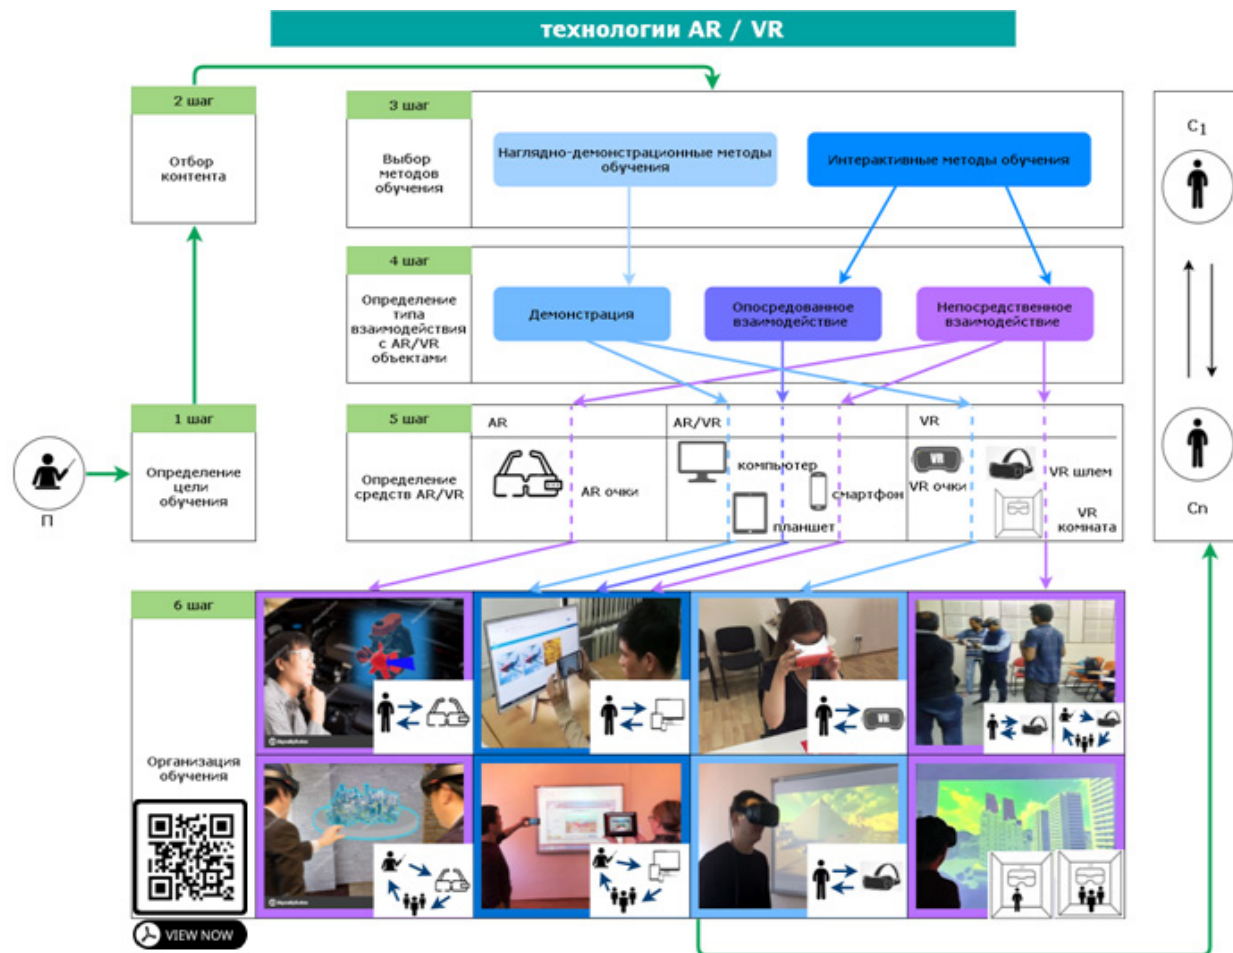 технологии AR / VR
2 шаг
Отбор
контента
3 шаг
Выбор
методов
обучения
Наглядно-демонстрационные методы
обучения
Интерактивные методы обучения
C1
4 шаг
Определение
типа
взаимодействия
с AR/VR
объектами
Демонстрация
Опосредованное
взаимодействие
Непосредственное
взаимодействие
1 шаг
Определение
цели
обучения
П
5 шаг
Определение
средств AR/VR
AR
AR очки
AR/VR
компьютер
смартфон
планшет
VR
VR
VR очки
VR шлем
VR
комната
Cn
6 шаг
Организация
обучения
VR
VIEW NOW